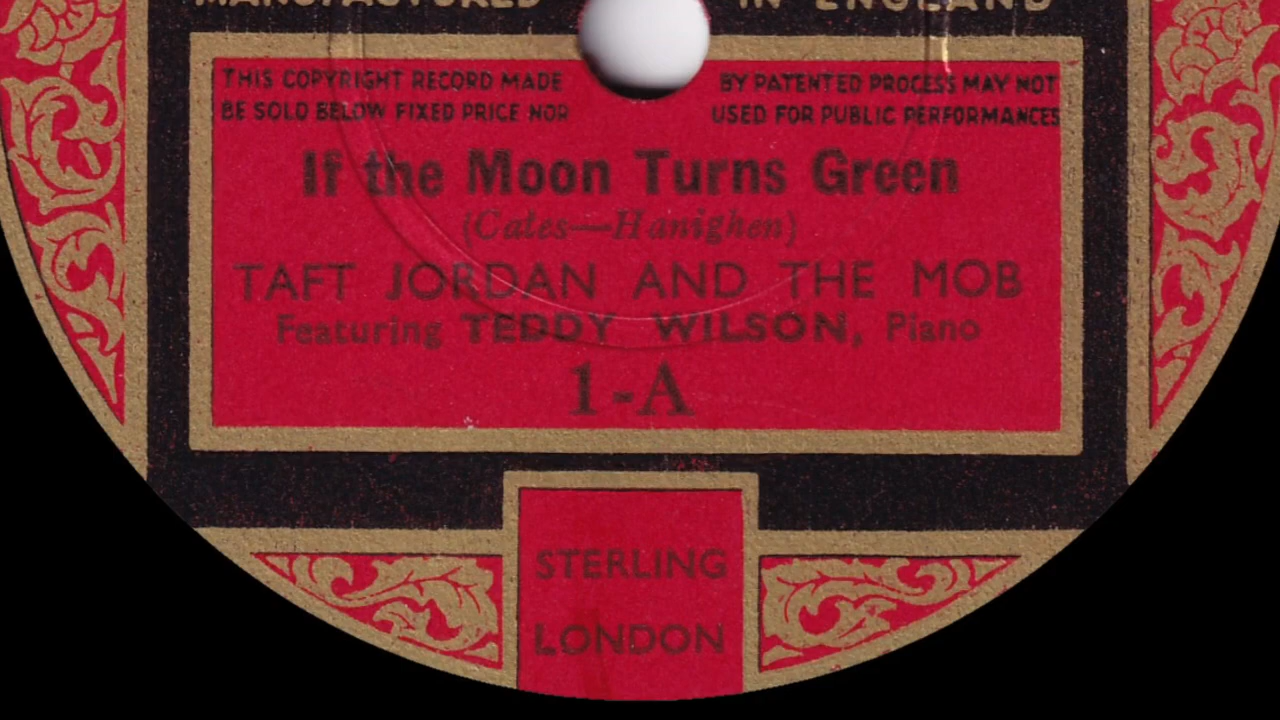 MANUFACTURED IN ENGLAND
THIS COPYRIGHT RECORD MADE BY PATENTED PROCESS MAY NOT
BE SOLD BELOW FIXED PRICE NOR USED FOR PUBLIC PERFORMANCES
If the Moon Turns Green
(Cates—Hanighen)
TAFT JORDAN AND THE MOB
Featuring TEDDY WILSON, Piano
1-A
STERLING
LONDON